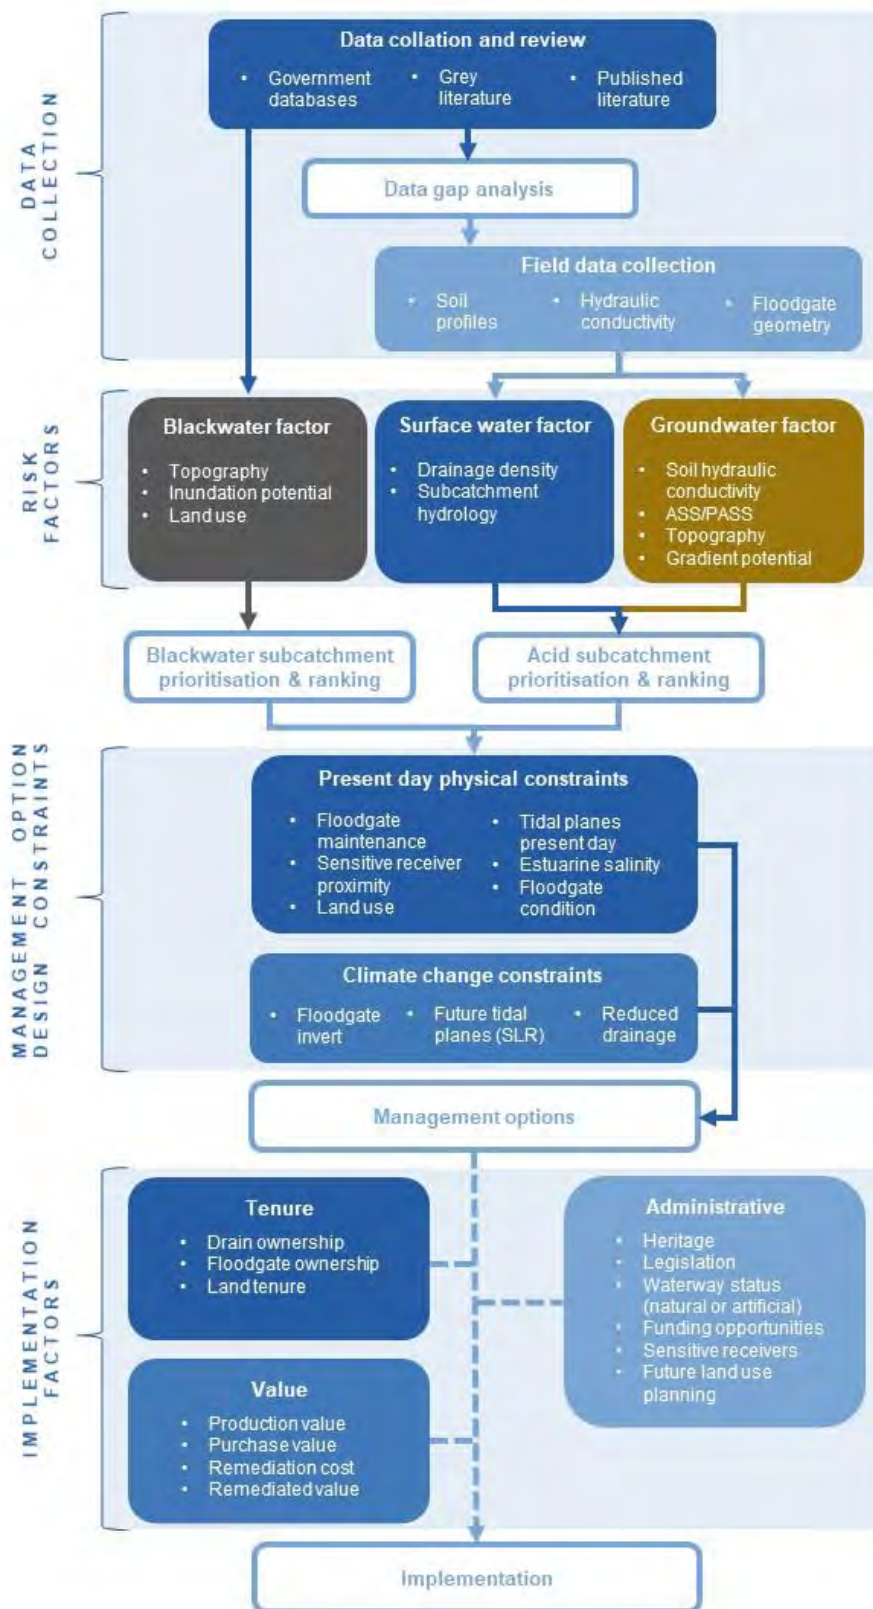 DATA
COLLECTION
Data collation and review
• Government
databases
• Grey
literature
• Published
literature
Data gap analysis
Field data collection
• Soil
profiles
• Hydraulic
conductivity
• Floodgate
geometry
RISK
FACTORS
Blackwater factor
• Topography
• Inundation potential
• Land use
Surface water factor
• Drainage density
• Subcatchment
hydrology
Groundwater factor
• Soil hydraulic
conductivity
• ASS/PASS
• Topography
• Gradient potential
Blackwater subcatchment
prioritisation & ranking
Acid subcatchment
prioritisation & ranking
MANAGEMENT OPTION
DESIGN CONSTRAINTS
Present day physical constraints
• Floodgate
maintenance
• Sensitive receiver
proximity
• Land use
• Tidal planes
present day
• Estuarine salinity
• Floodgate
condition
Climate change constraints
• Floodgate
invert
• Future tidal
planes (SLR)
• Reduced
drainage
Management options
IMPLEMENTATION
FACTORS
Tenure
• Drain ownership
• Floodgate ownership
• Land tenure
Administrative
• Heritage
• Legislation
• Waterway status
(natural or artificial)
• Funding opportunities
• Sensitive receivers
• Future land use
planning
Value
• Production value
• Purchase value
• Remediation cost
• Remediated value
Implementation